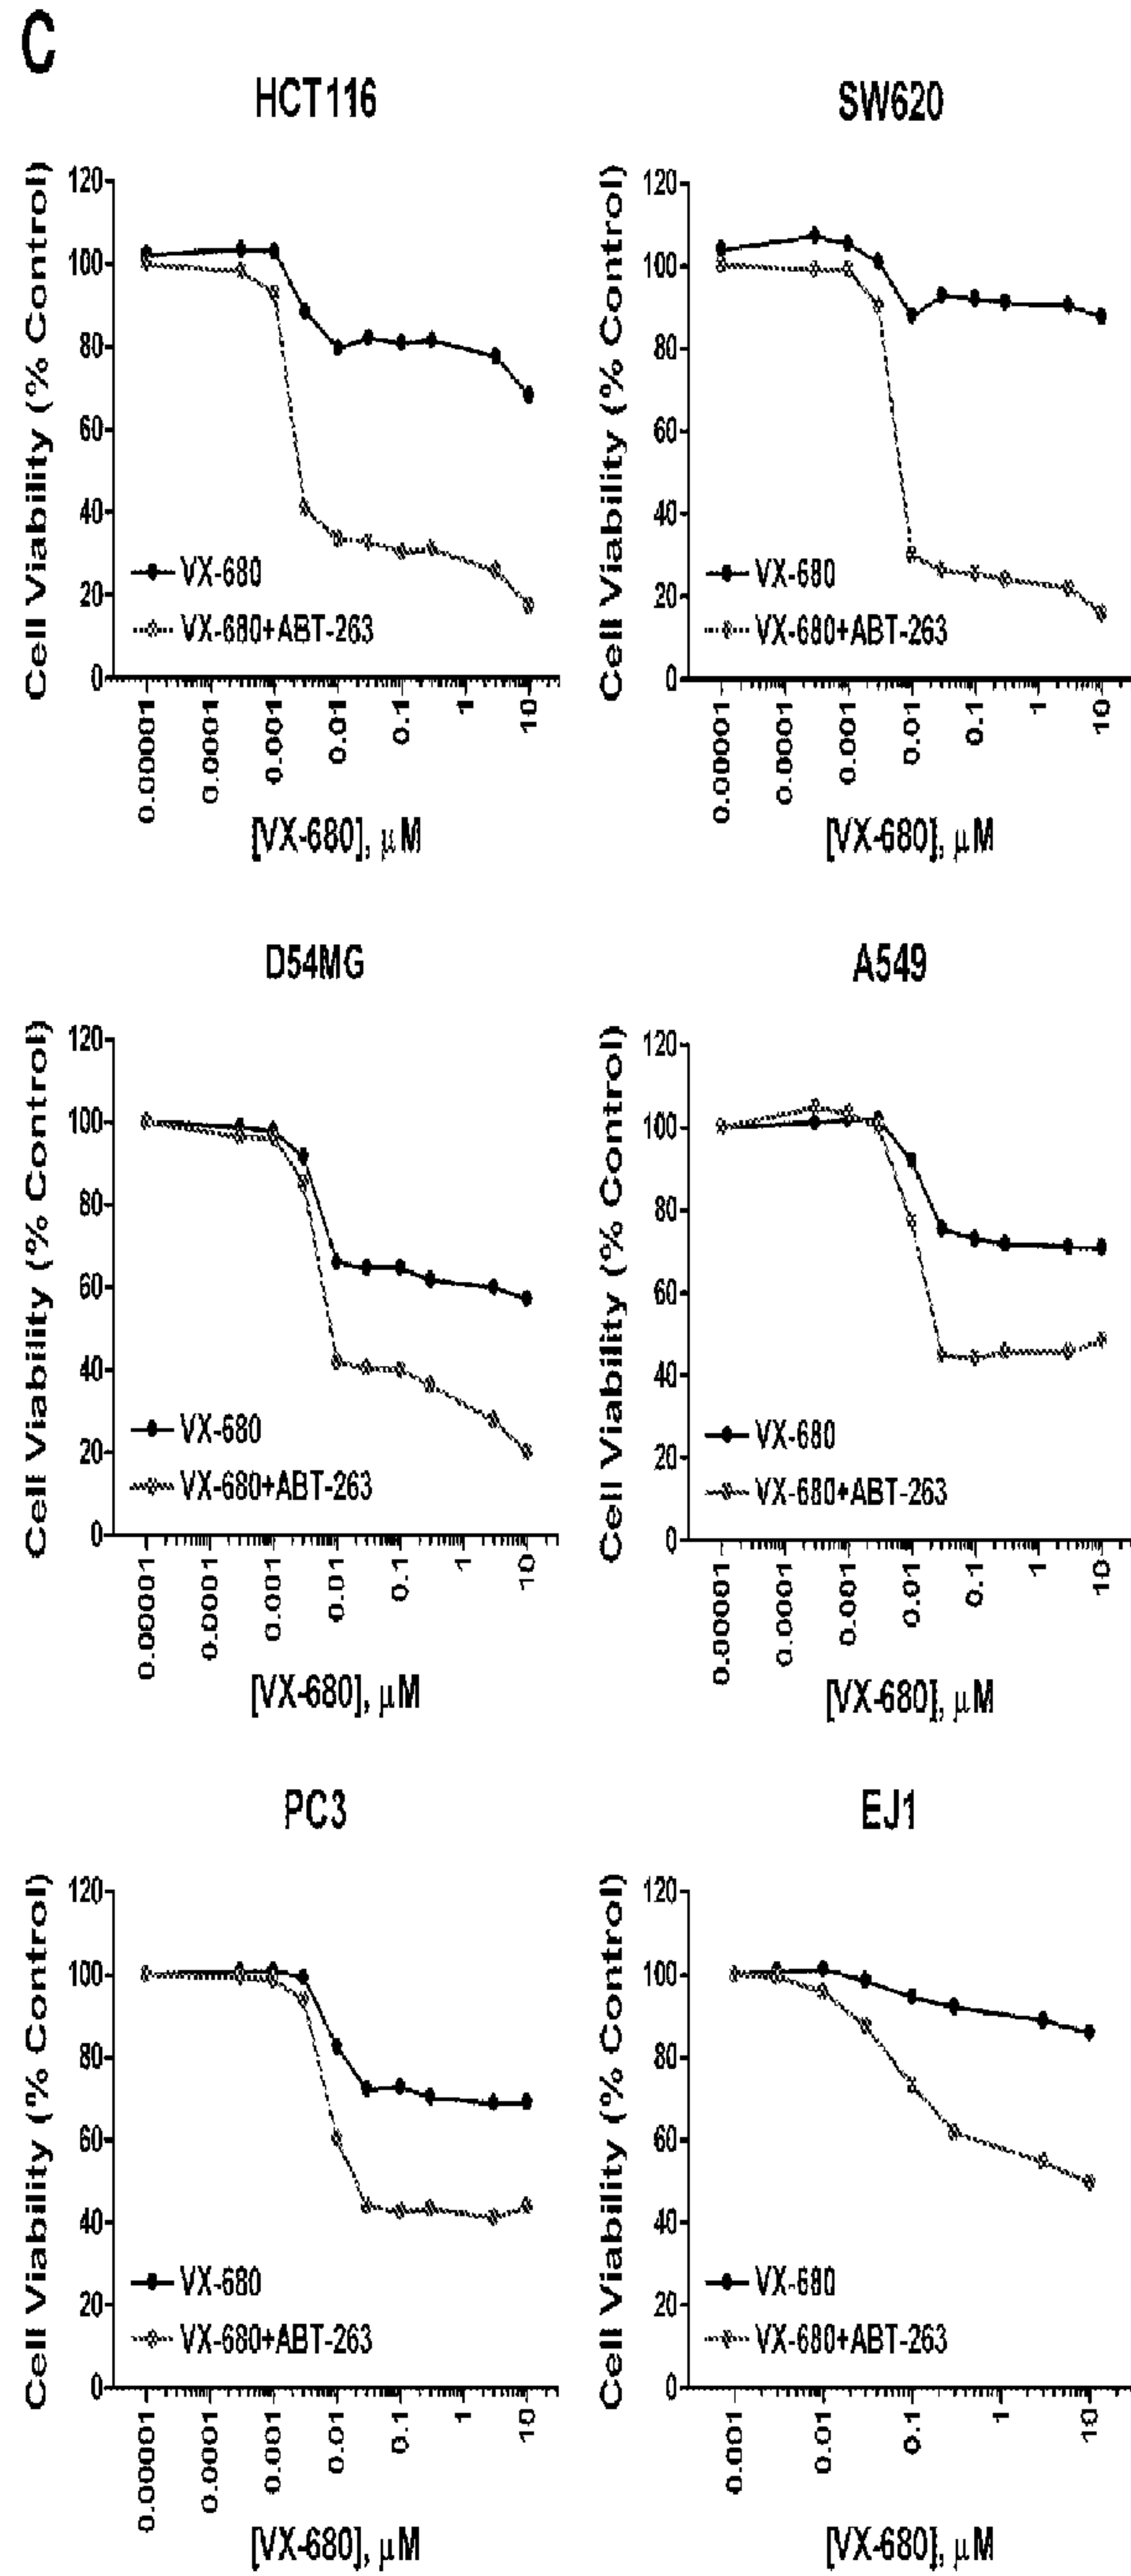 C
HCT116
Cell Viability (% Control)
120
100
80
60
40
20
0
VX-680
VX-680+ABT-263
0.00001
0.0001
0.001
0.01
0.1
1
10
[VX-680], μM
SW620
Cell Viability (% Control)
120
100
80
60
40
20
0
VX-680
VX-680+ABT-263
0.00001
0.0001
0.001
0.01
0.1
1
10
[VX-680], μM
D54MG
Cell Viability (% Control)
120
100
80
60
40
20
0
VX-680
VX-680+ABT-263
0.00001
0.0001
0.001
0.01
0.1
1
10
[VX-680], μM
A549
Cell Viability (% Control)
120
100
80
60
40
20
0
VX-680
VX-680+ABT-263
0.00001
0.0001
0.001
0.01
0.1
1
10
[VX-680], μM
PC3
Cell Viability (% Control)
120
100
80
60
40
20
0
VX-680
VX-680+ABT-263
0.00001
0.0001
0.001
0.01
0.1
1
10
[VX-680], μM
EJ1
Cell Viability (% Control)
120
100
80
60
40
20
0
VX-680
VX-680+ABT-263
0.001
0.01
0.1
1
10
[VX-680], μM